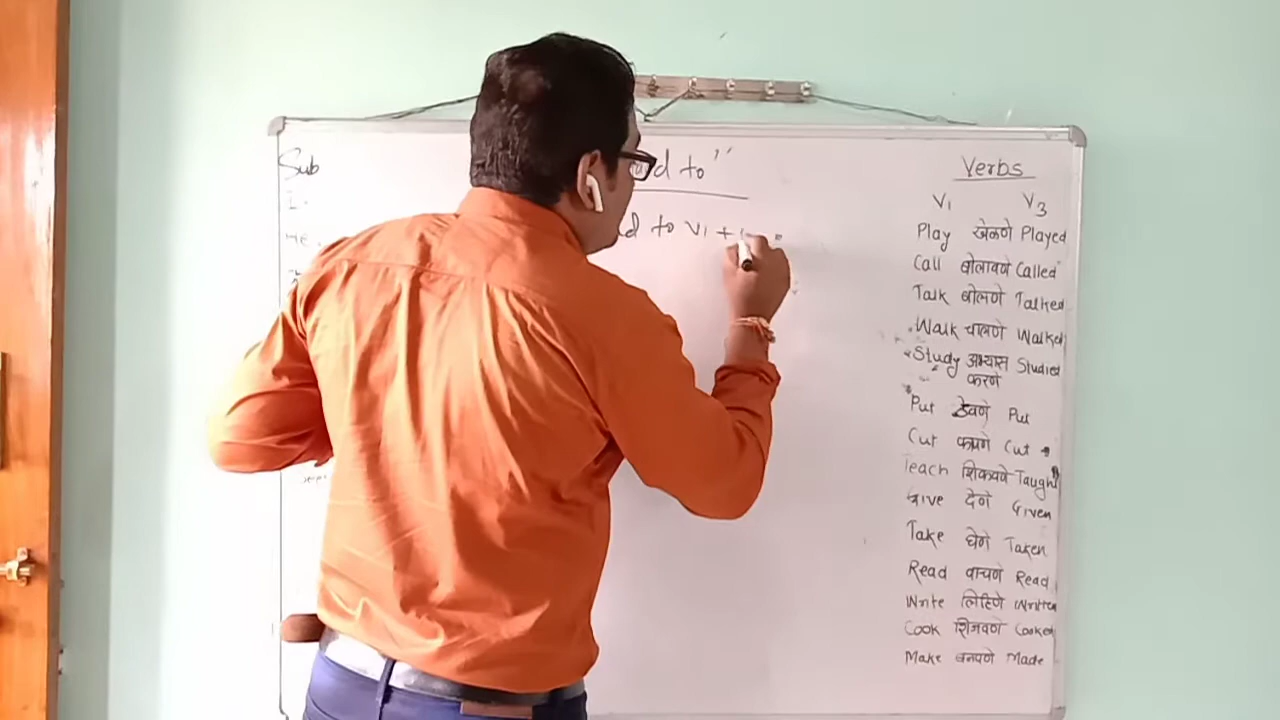 Sub
to"
to V1 +
I
He
Verbs
V1 V3
Play खेळणे Played
Call बोलावणे Called
Talk बोलणे Talked
Walk चालणे Walked
Study अभ्यास करणे Studied
Put ठेवणे Put
Cut कापणे Cut
Teach शिकवणे Taught
Give देणे Given
Take घेणे Taken
Read वाचणे Read
Write लिहिणे Written
Cook शिजवणे Cooked
Make बनवणे Made